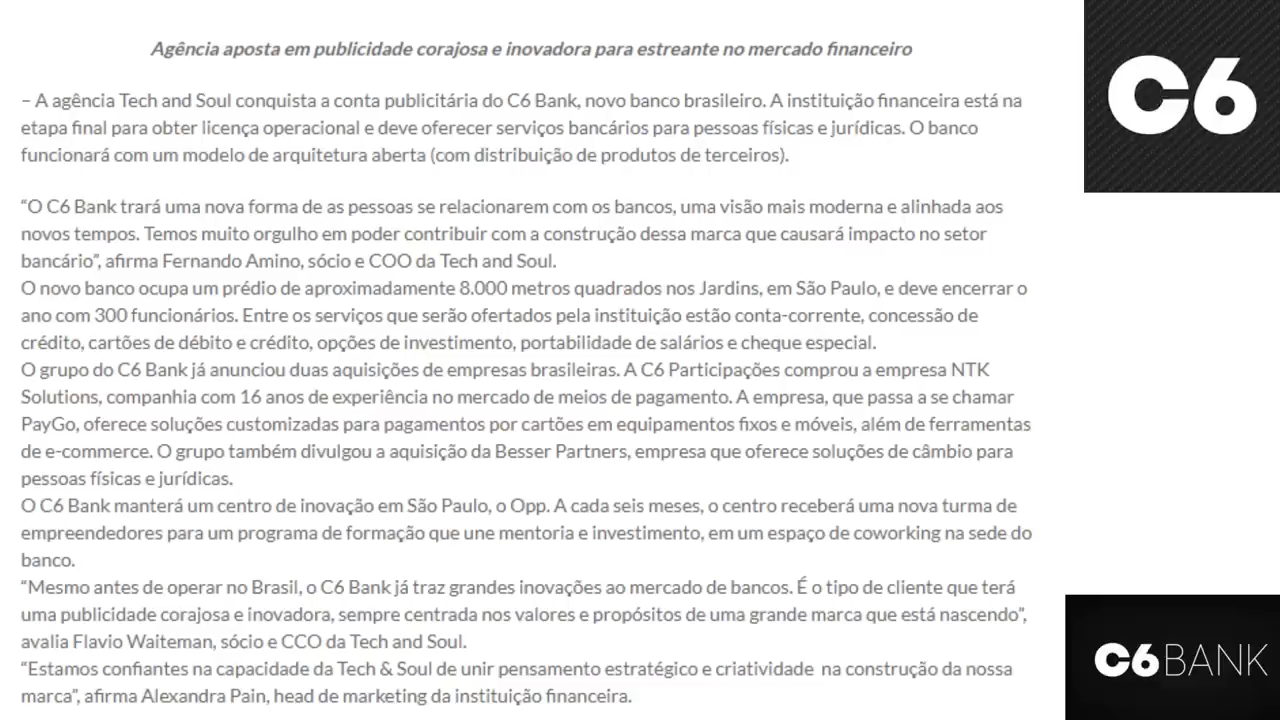 Agência aposta em publicidade corajosa e inovadora para estreante no mercado financeiro
– A agência Tech and Soul conquista a conta publicitária do C6 Bank, novo banco brasileiro. A instituição financeira está na
etapa final para obter licença operacional e deve oferecer serviços bancários para pessoas físicas e jurídicas. O banco
funcionará com um modelo de arquitetura aberta (com distribuição de produtos de terceiros).
“O C6 Bank trará uma nova forma de as pessoas se relacionarem com os bancos, uma visão mais moderna e alinhada aos
novos tempos. Temos muito orgulho em poder contribuir com a construção dessa marca que causará impacto no setor
bancário”, afirma Fernando Amino, sócio e COO da Tech and Soul.
O novo banco ocupa um prédio de aproximadamente 8.000 metros quadrados nos Jardins, em São Paulo, e deve encerrar o
ano com 300 funcionários. Entre os serviços que serão ofertados pela instituição estão conta-corrente, concessão de
crédito, cartões de débito e crédito, opções de investimento, portabilidade de salários e cheque especial.
O grupo do C6 Bank já anunciou duas aquisições de empresas brasileiras. A C6 Participações comprou a empresa NTK
Solutions, companhia com 16 anos de experiência no mercado de meios de pagamento. A empresa, que passa a se chamar
PayGo, oferece soluções customizadas para pagamentos por cartões em equipamentos fixos e móveis, além de ferramentas
de e-commerce. O grupo também divulgou a aquisição da Besser Partners, empresa que oferece soluções de câmbio para
pessoas físicas e jurídicas.
O C6 Bank manterá um centro de inovação em São Paulo, o Opp. A cada seis meses, o centro receberá uma nova turma de
empreendedores para um programa de formação que une mentoria e investimento, em um espaço de coworking na sede do
banco.
“Mesmo antes de operar no Brasil, o C6 Bank já traz grandes inovações ao mercado de bancos. É o tipo de cliente que terá
uma publicidade corajosa e inovadora, sempre centrada nos valores e propósitos de uma grande marca que está nascendo”,
avalia Flavio Waiteman, sócio e CCO da Tech and Soul.
“Estamos confiantes na capacidade da Tech & Soul de unir pensamento estratégico e criatividade  na construção da nossa
marca”, afirma Alexandra Pain, head de marketing da instituição financeira.
C6
C6BANK